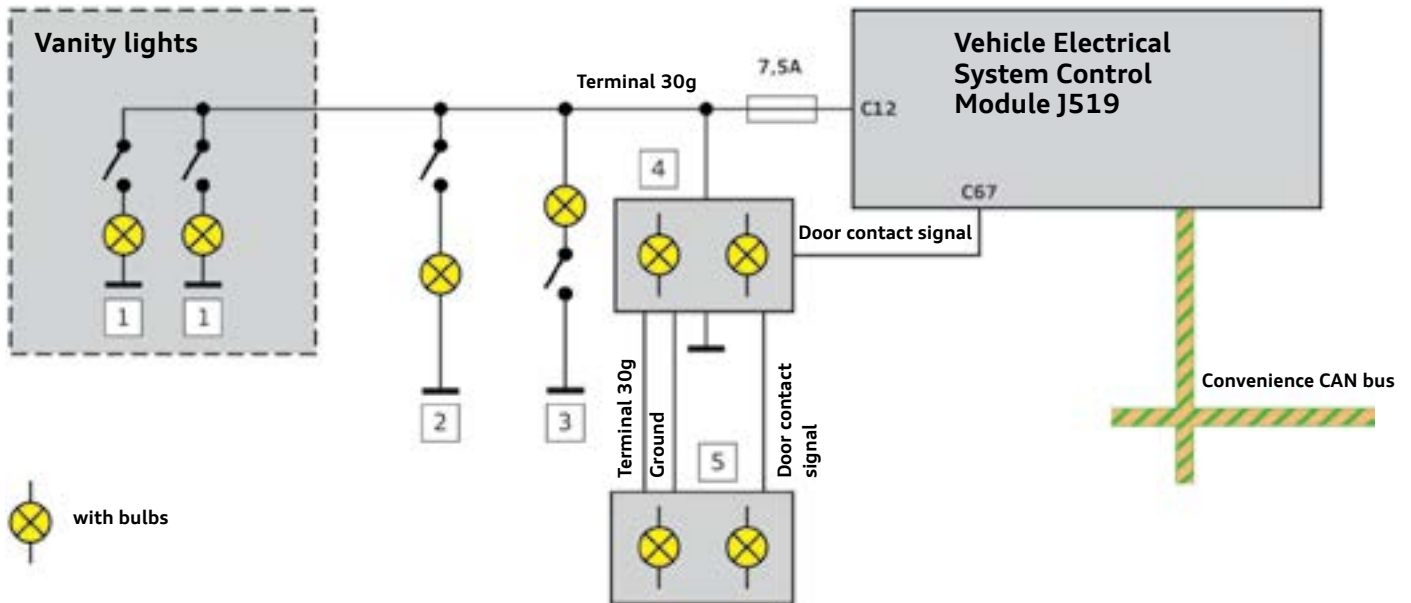 Vanity lights
Terminal 30g
7,5A
Vehicle Electrical
System Control
Module J519
C12
C67
4
Door contact signal
1
1
2
3
Terminal 30g
Ground
5
Door contact
signal
Convenience CAN bus
with bulbs